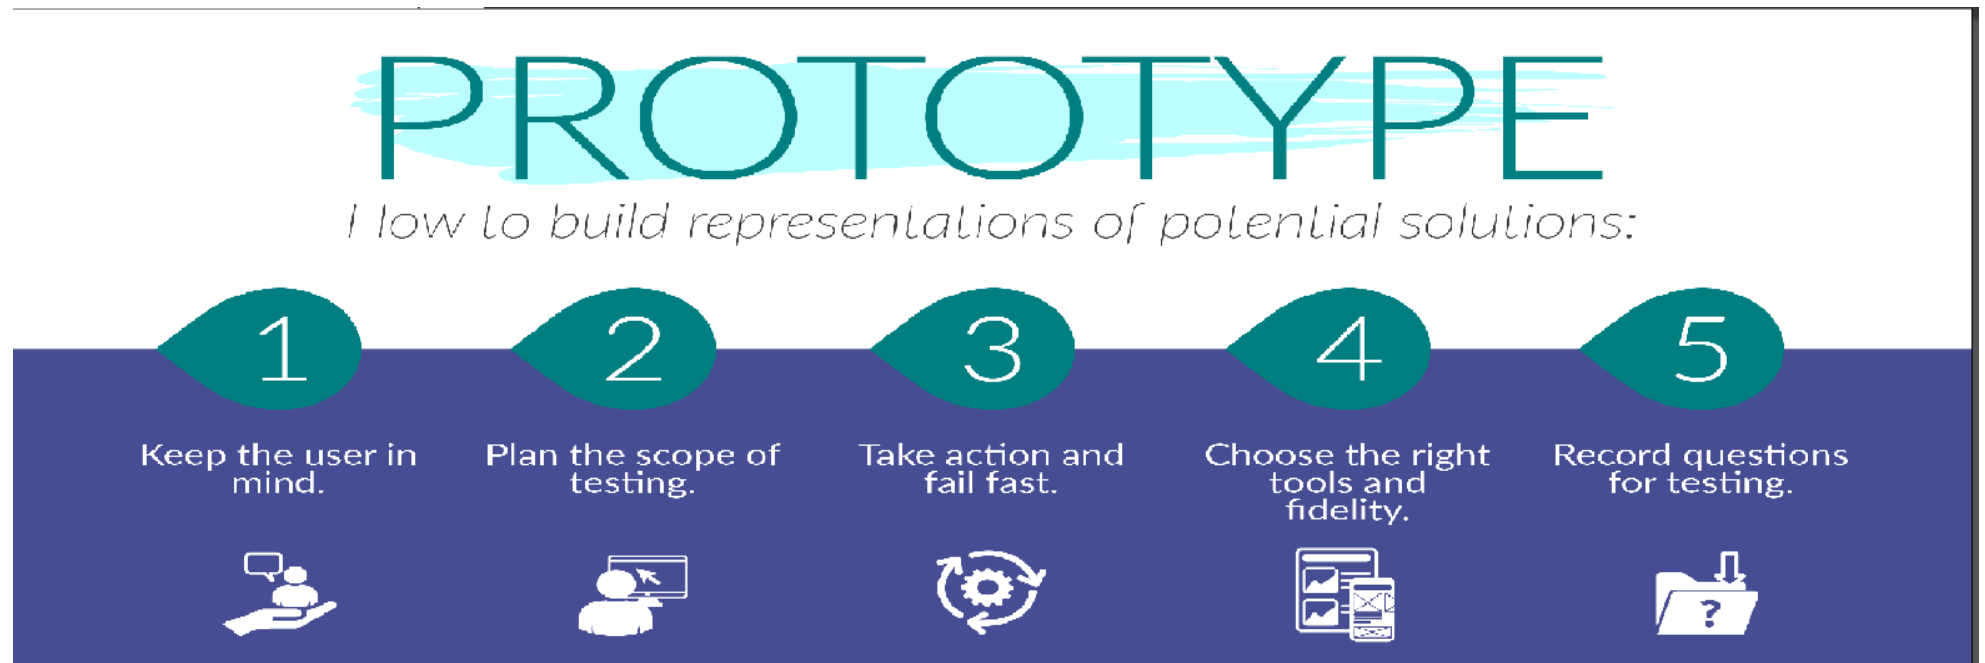 PROTOTYPE
How to build representations of potential solutions:
1
2
3
4
5
Keep the user in
mind.
Plan the scope of
testing.
Take action and
fail fast.
Choose the right
tools and
fidelity.
Record questions
for testing.
?